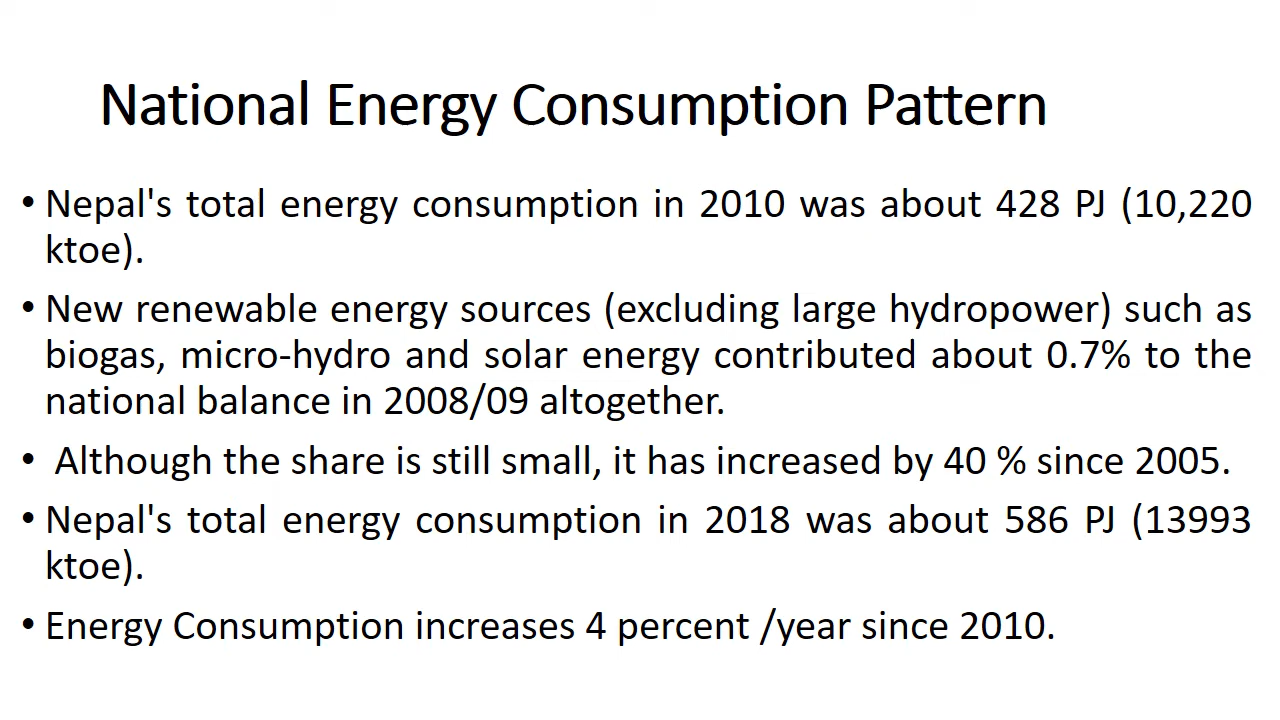 National Energy Consumption Pattern
• Nepal's total energy consumption in 2010 was about 428 PJ (10,220
ktoe).
• New renewable energy sources (excluding large hydropower) such as
biogas, micro-hydro and solar energy contributed about 0.7% to the
national balance in 2008/09 altogether.
• Although the share is still small, it has increased by 40 % since 2005.
• Nepal's total energy consumption in 2018 was about 586 PJ (13993
ktoe).
• Energy Consumption increases 4 percent /year since 2010.